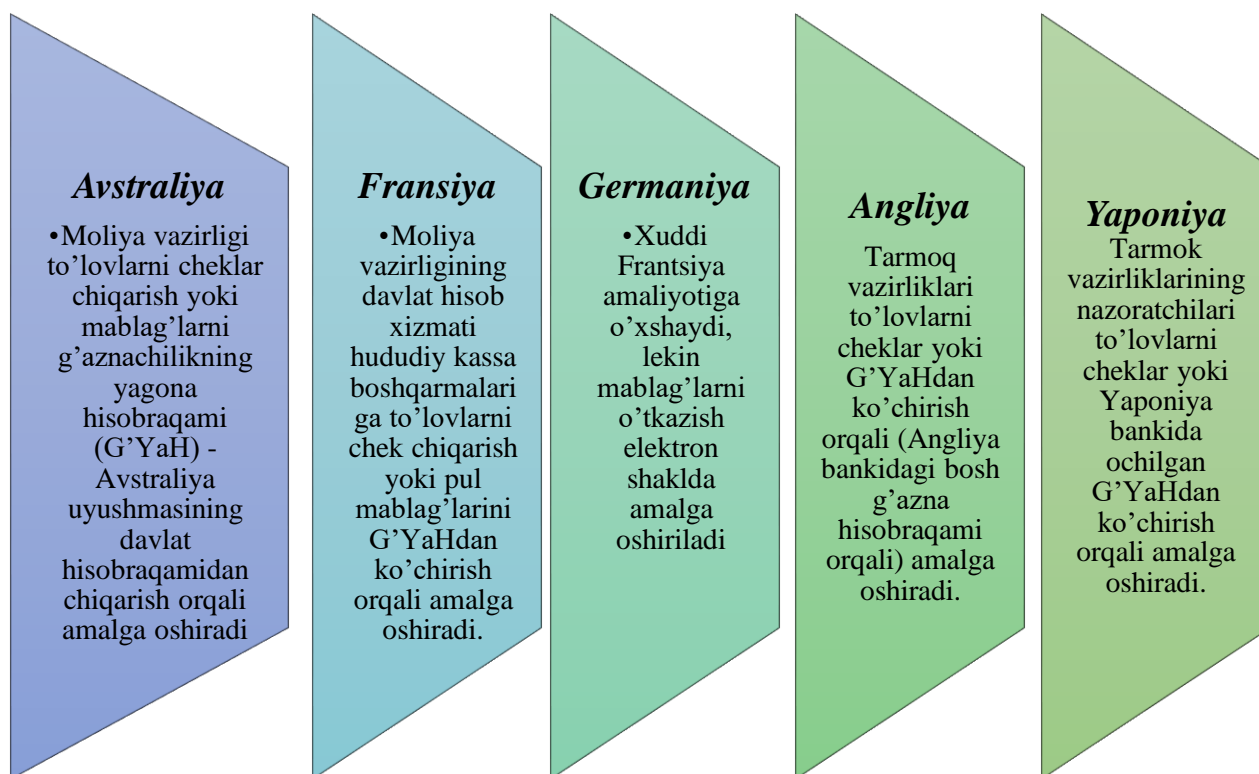 Avstraliya
•Moliya vazirligi
to’lovlarni cheklar
chiqarish yoki
mablag’larni
g’aznachilikning
yagona
hisobraqami
(G’YaH) -
Avstraliya
uyushmasining
davlat
hisobraqamidan
chiqarish orqali
amalga oshiradi
Fransiya
•Moliya
vazirligining
davlat hisob
xizmati
hududiy kassa
boshqarmalari
ga to’lovlarni
chek chiqarish
yoki pul
mablag’larini
G’YaHdan
ko’chirish
orqali amalga
oshiradi.
Germaniya
•Xuddi
Frantsiya
amaliyotiga
o’xshaydi,
lekin
mablag’larni
o’tkazish
elektron
shaklda
amalga
oshiriladi
Angliya
Tarmoq
vazirliklari
to’lovlarni
cheklar yoki
G’YaHdan
ko’chirish
orqali (Angliya
bankidagi bosh
g’azna
hisobraqami
orqali) amalga
oshiradi.
Yaponiya
Tarmok
vazirliklarining
nazoratchilari
to’lovlarni
cheklar yoki
Yaponiya
bankida
ochilgan
G’YaHdan
ko’chirish
orqali amalga
oshiradi.